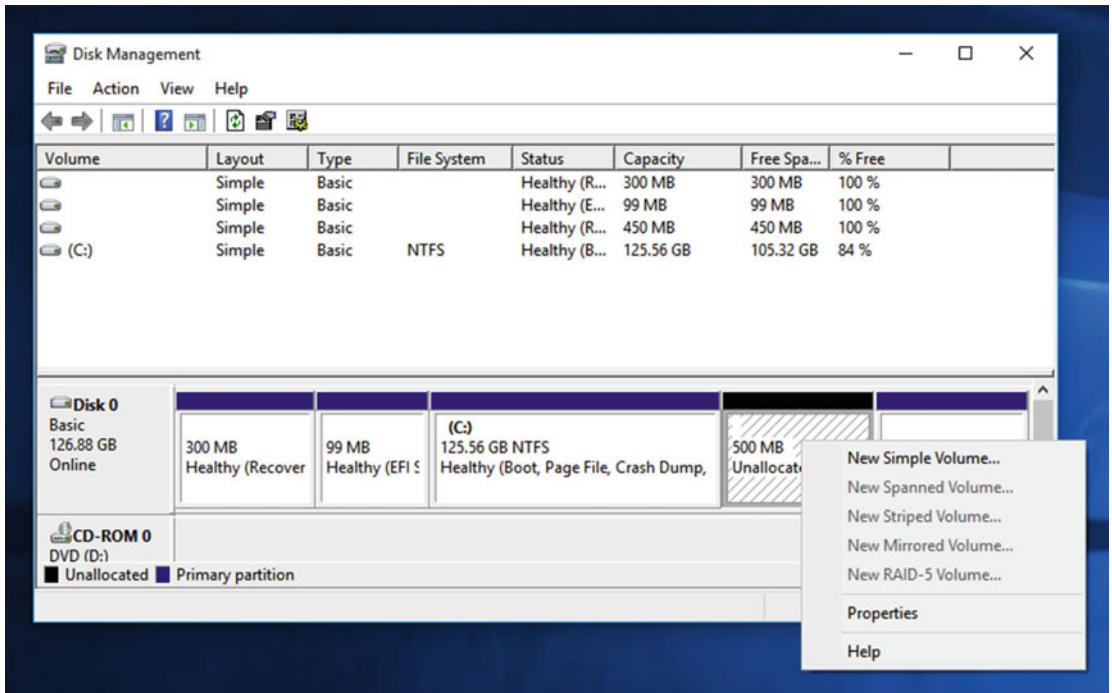 Disk Management
File Action View Help
Volume Layout Type File System Status Capacity Free Spa... % Free
Simple Basic Healthy (R... 300 MB 300 MB 100 %
Simple Basic Healthy (E... 99 MB 99 MB 100 %
Simple Basic Healthy (R... 450 MB 450 MB 100 %
(C:) Simple Basic NTFS Healthy (B... 125.56 GB 105.32 GB 84 %
Disk 0
Basic
126.88 GB
Online
300 MB
Healthy (Recover
99 MB
Healthy (EFI S
(C:)
125.56 GB NTFS
Healthy (Boot, Page File, Crash Dump,
500 MB
Unallocat
New Simple Volume...
New Spanned Volume...
New Striped Volume...
New Mirrored Volume...
New RAID-5 Volume...
Properties
Help
CD-ROM 0
DVD (D:)
Unallocated Primary partition